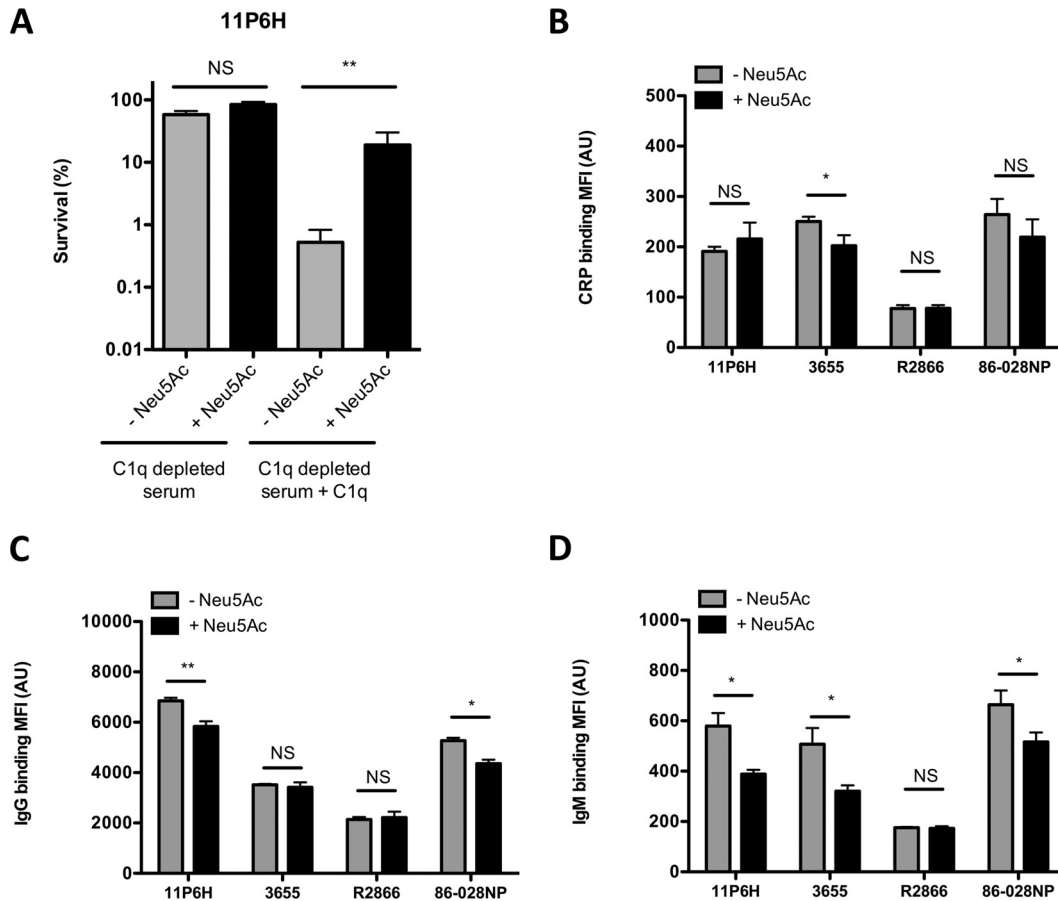 A
11P6H
NS
**
100
10
1
0.1
0.01
Survival (%)
- Neu5Ac
+ Neu5Ac
- Neu5Ac
+ Neu5Ac
C1q depleted
serum
C1q depleted
serum + C1q
B
- Neu5Ac
+ Neu5Ac
500
400
300
200
100
0
CRP binding MFI (AU)
NS
*
NS
NS
11P6H
3655
R2866
86-028NP
C
- Neu5Ac
+ Neu5Ac
10000
8000
6000
4000
2000
0
IgG binding MFI (AU)
**
NS
NS
*
11P6H
3655
R2866
86-028NP
D
- Neu5Ac
+ Neu5Ac
1000
800
600
400
200
0
IgM binding MFI (AU)
*
*
NS
*
11P6H
3655
R2866
86-028NP